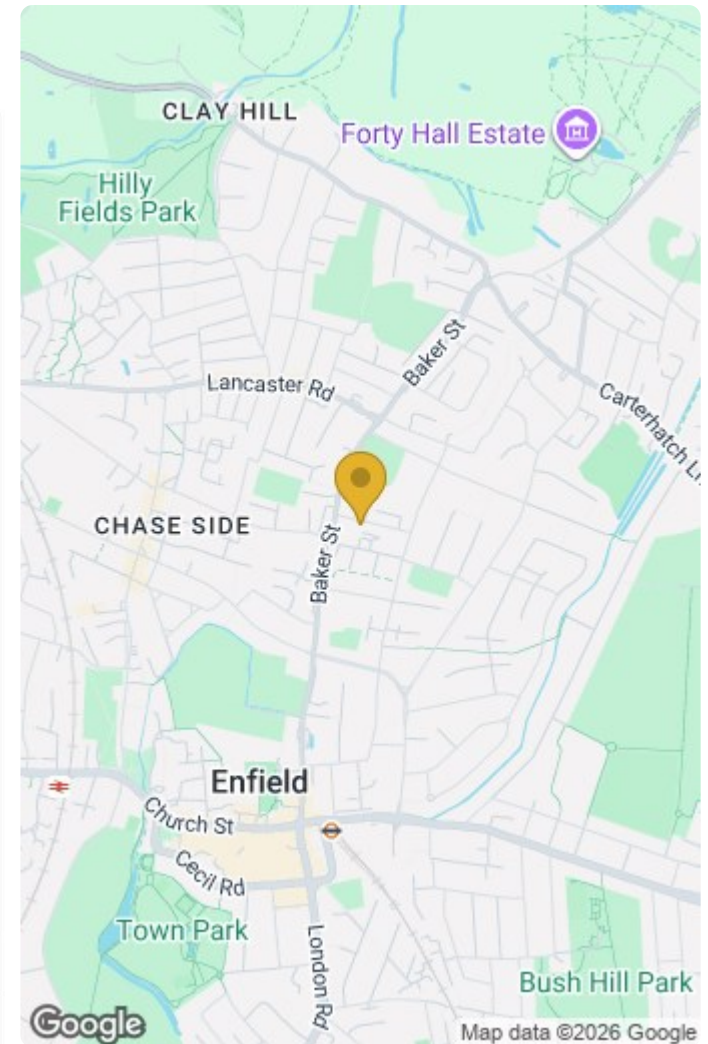 CLAY HILL
Forty Hall Estate
Hilly
Fields Park
Baker St
Lancaster Rd
Carterhatch Ln
CHASE SIDE
Baker St
Enfield
Church St
Cecil Rd
Town Park
London Rd
Bush Hill Park
Google
Map data ©2026 Google